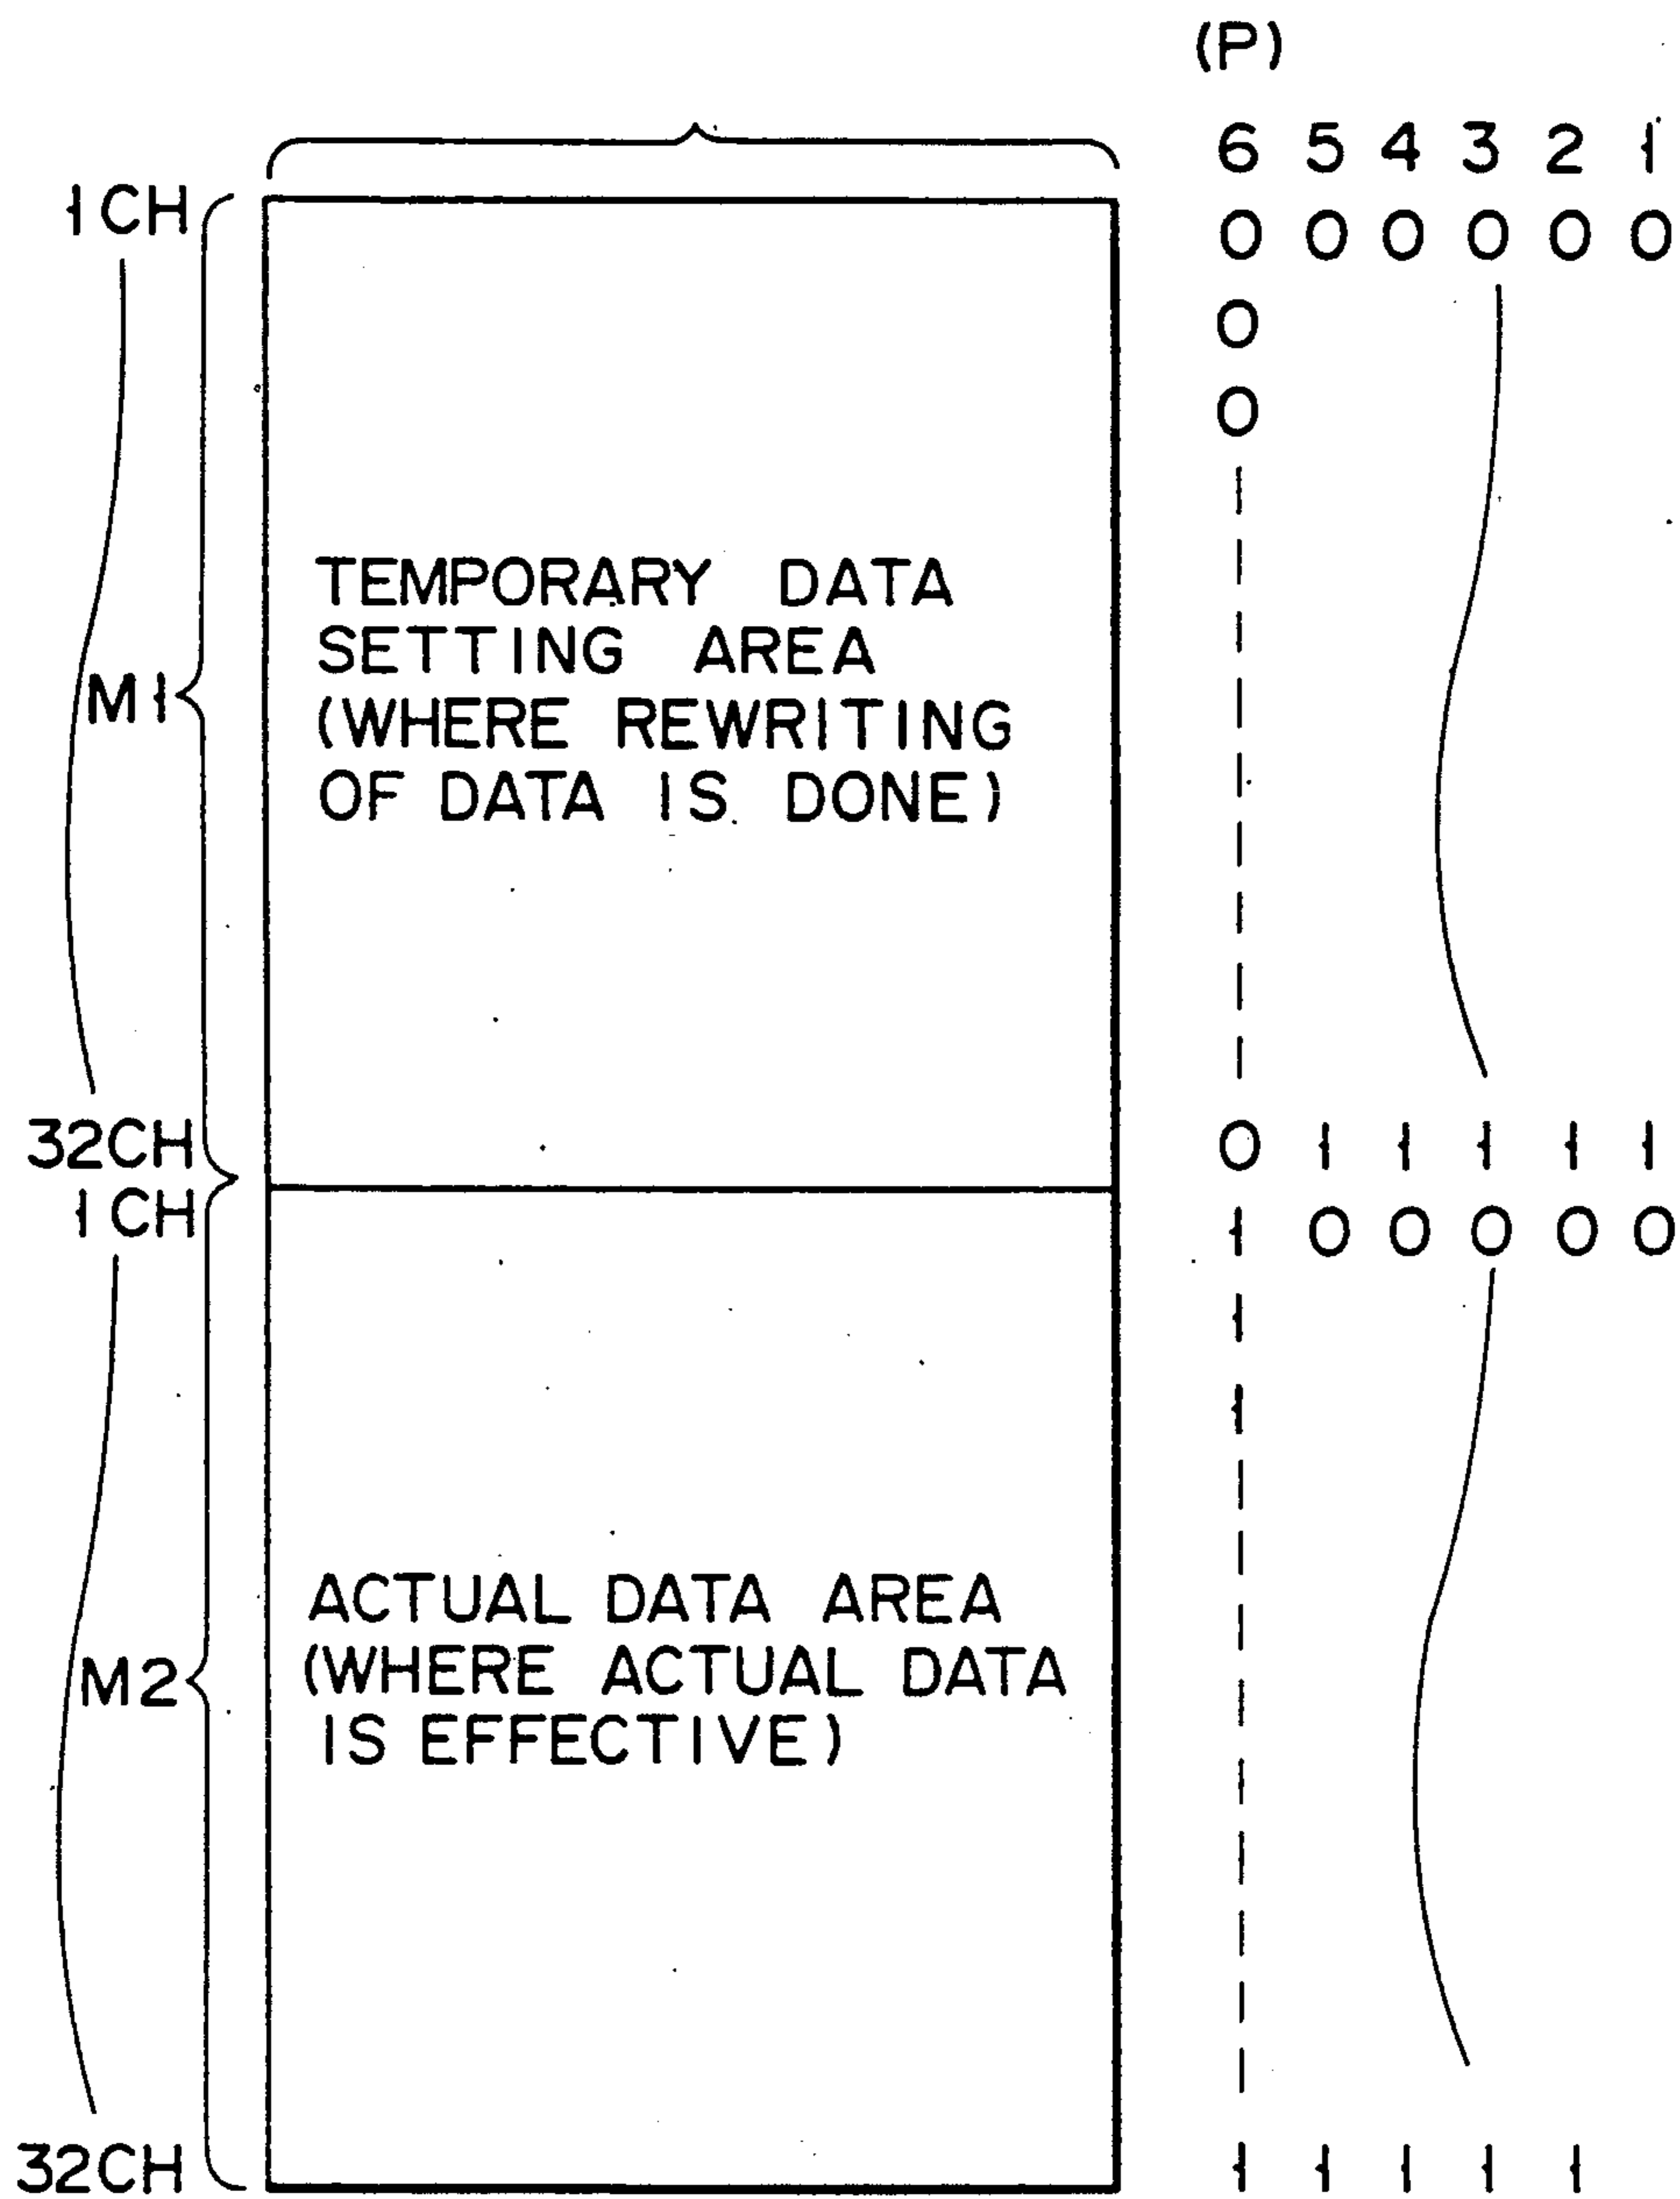 (P)
6 5 4 3 2 1
1CH 0 0 0 0 0 0
0
0
TEMPORARY DATA
SETTING AREA
M1 (WHERE REWRITING
OF DATA IS DONE)
32CH 0 1 1 1 1 1
1CH 1 0 0 0 0 0
1
1
ACTUAL DATA AREA
M2 (WHERE ACTUAL DATA
IS EFFECTIVE)
32CH 1 1 1 1 1